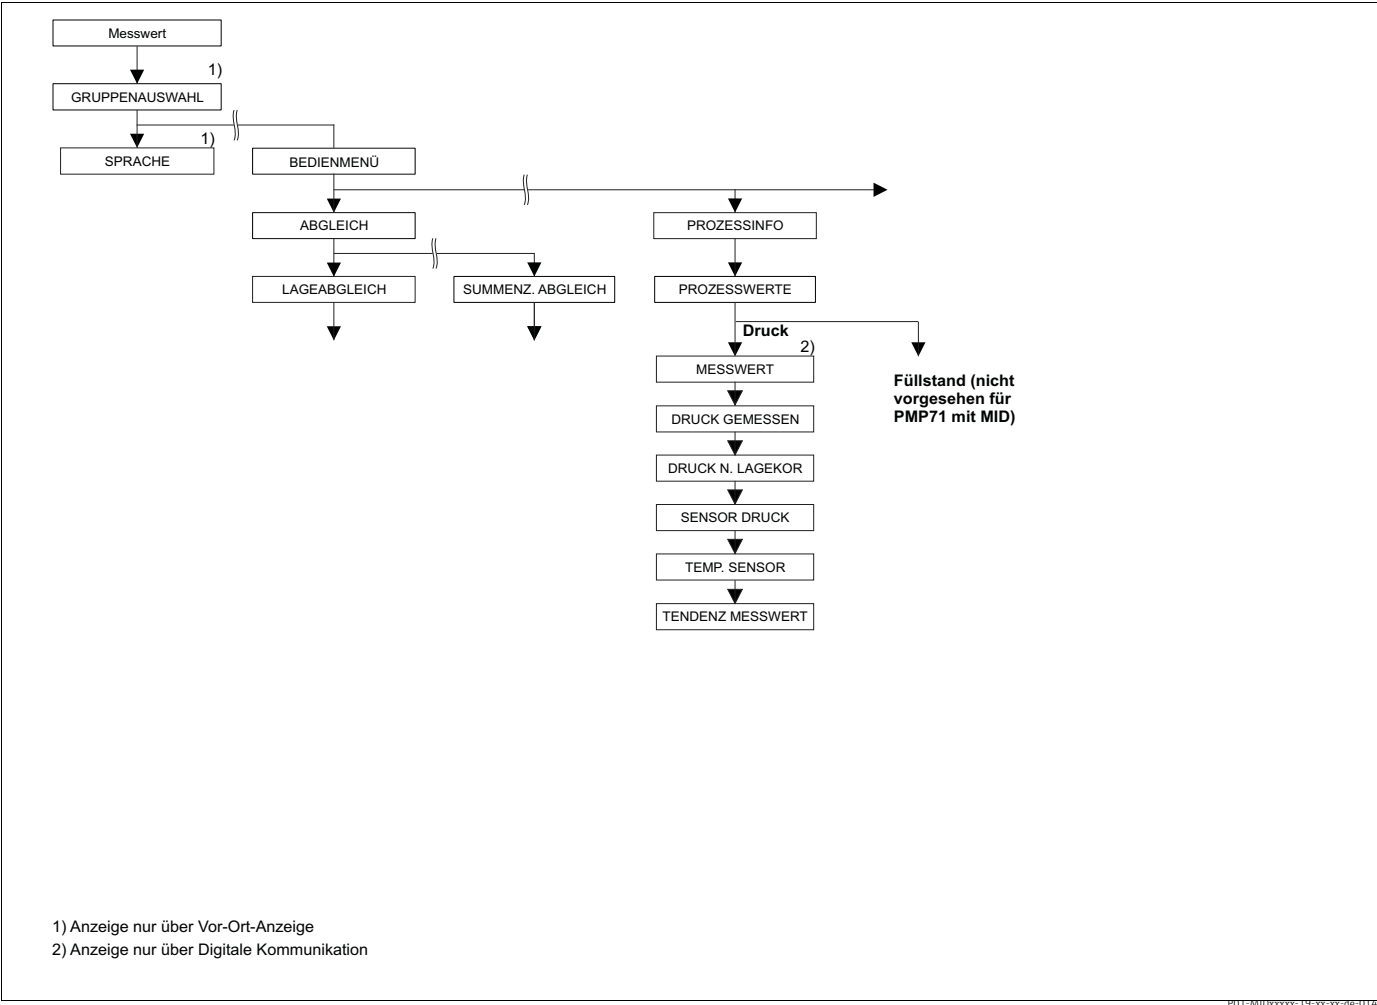 Messwert
1)
GRUPPENAUSWAHL
1)
SPRACHE
BEDIENMENÜ
ABGLEICH
PROZESSINFO
LAGEABGLEICH
SUMMENZ. ABGLEICH
PROZESSWERTE
Druck
2)
MESSWERT
Füllstand (nicht
vorgesehen für
PMP71 mit MID)
DRUCK GEMESSEN
DRUCK N. LAGEKOR
SENSOR DRUCK
TEMP. SENSOR
TENDENZ MESSWERT
1) Anzeige nur über Vor-Ort-Anzeige
2) Anzeige nur über Digitale Kommunikation